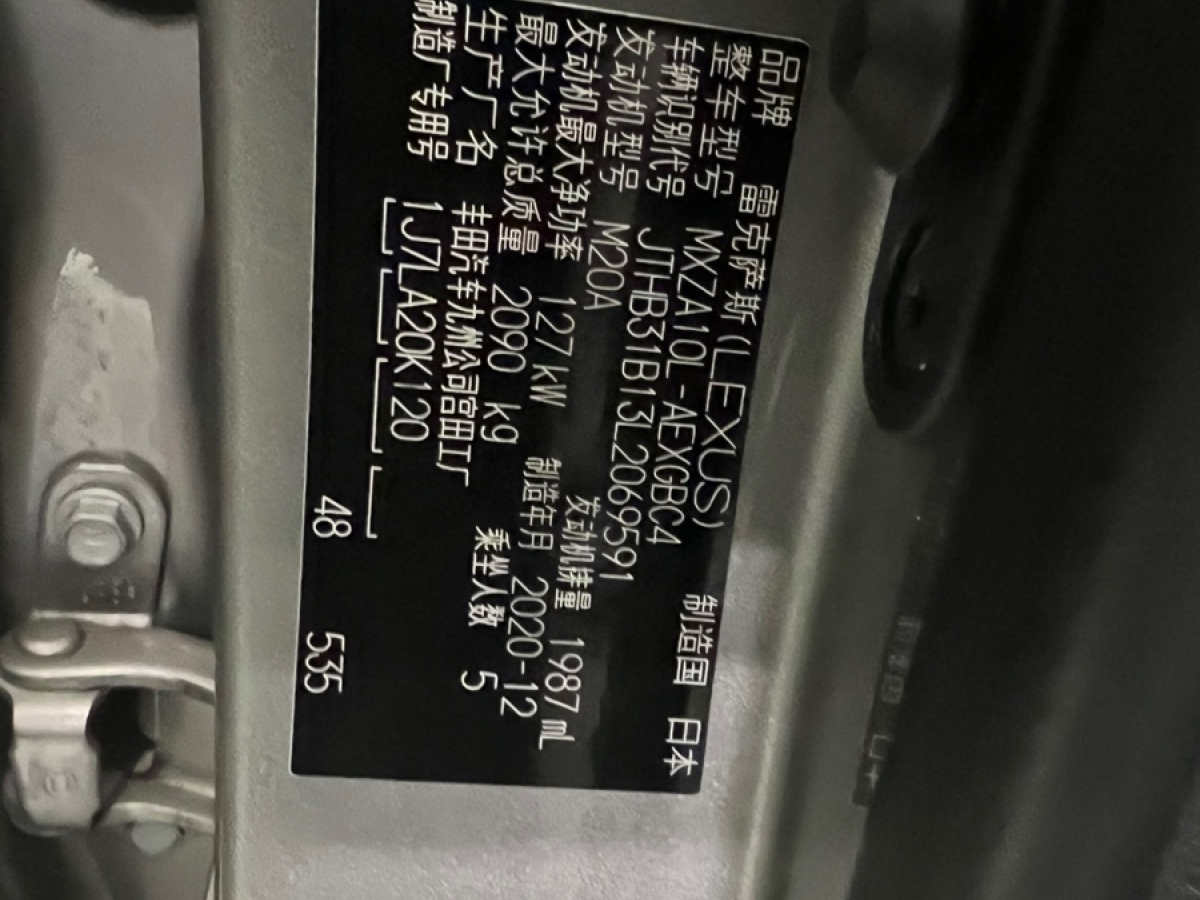 品牌 雷克萨斯(LEXUS) 制造国 日本
整车型号 MXZA10L-AEXGBC4
车辆识别代号 JTHB31B13L2069591
发动机型号 M20A 发动机排量 1987 mL
发动机最大净功率 127 kW 制造年月 2020-12
最大允许总质量 2090 kg 乘坐人数 5
生产厂名 丰田汽车九州公司宫田工厂
制造厂专用号 1J7LA20K120
48 535